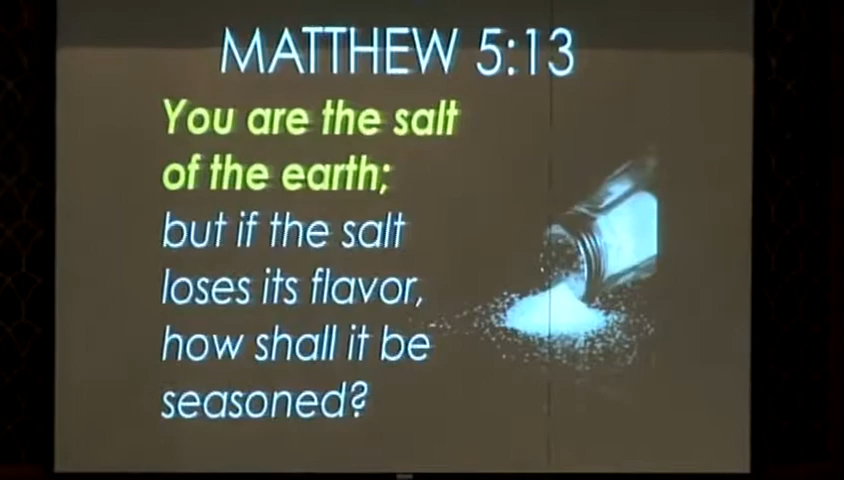 MATTHEW 5:13
You are the salt
of the earth;
but if the salt
loses its flavor,
how shall it be
seasoned?